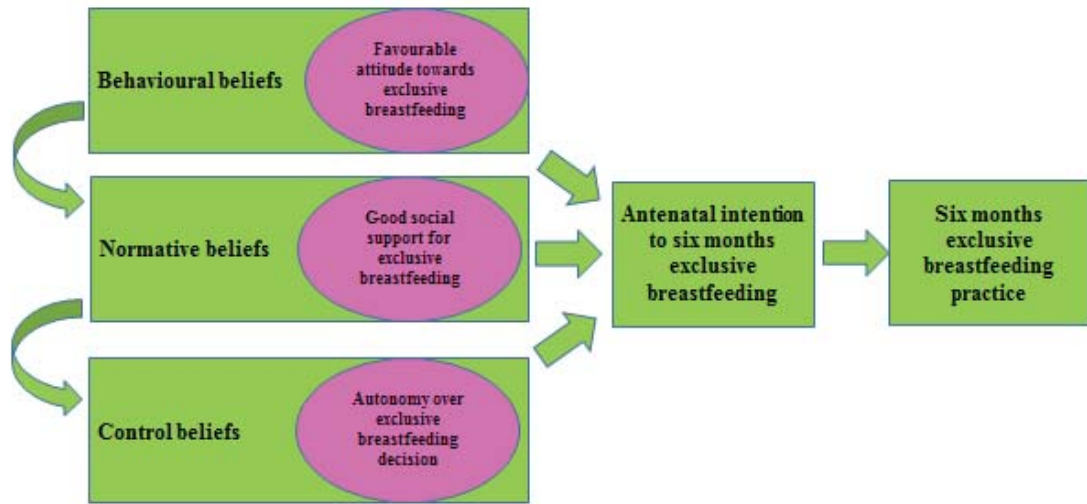 Behavioural beliefs
Favourable
attitude towards
exclusive
breastfeeding
Normative beliefs
Good social
support for
exclusive
breastfeeding
Control beliefs
Autonomy over
exclusive
breastfeeding
decision
Antenatal intention
to six months
exclusive
breastfeeding
Six months
exclusive
breastfeeding
practice